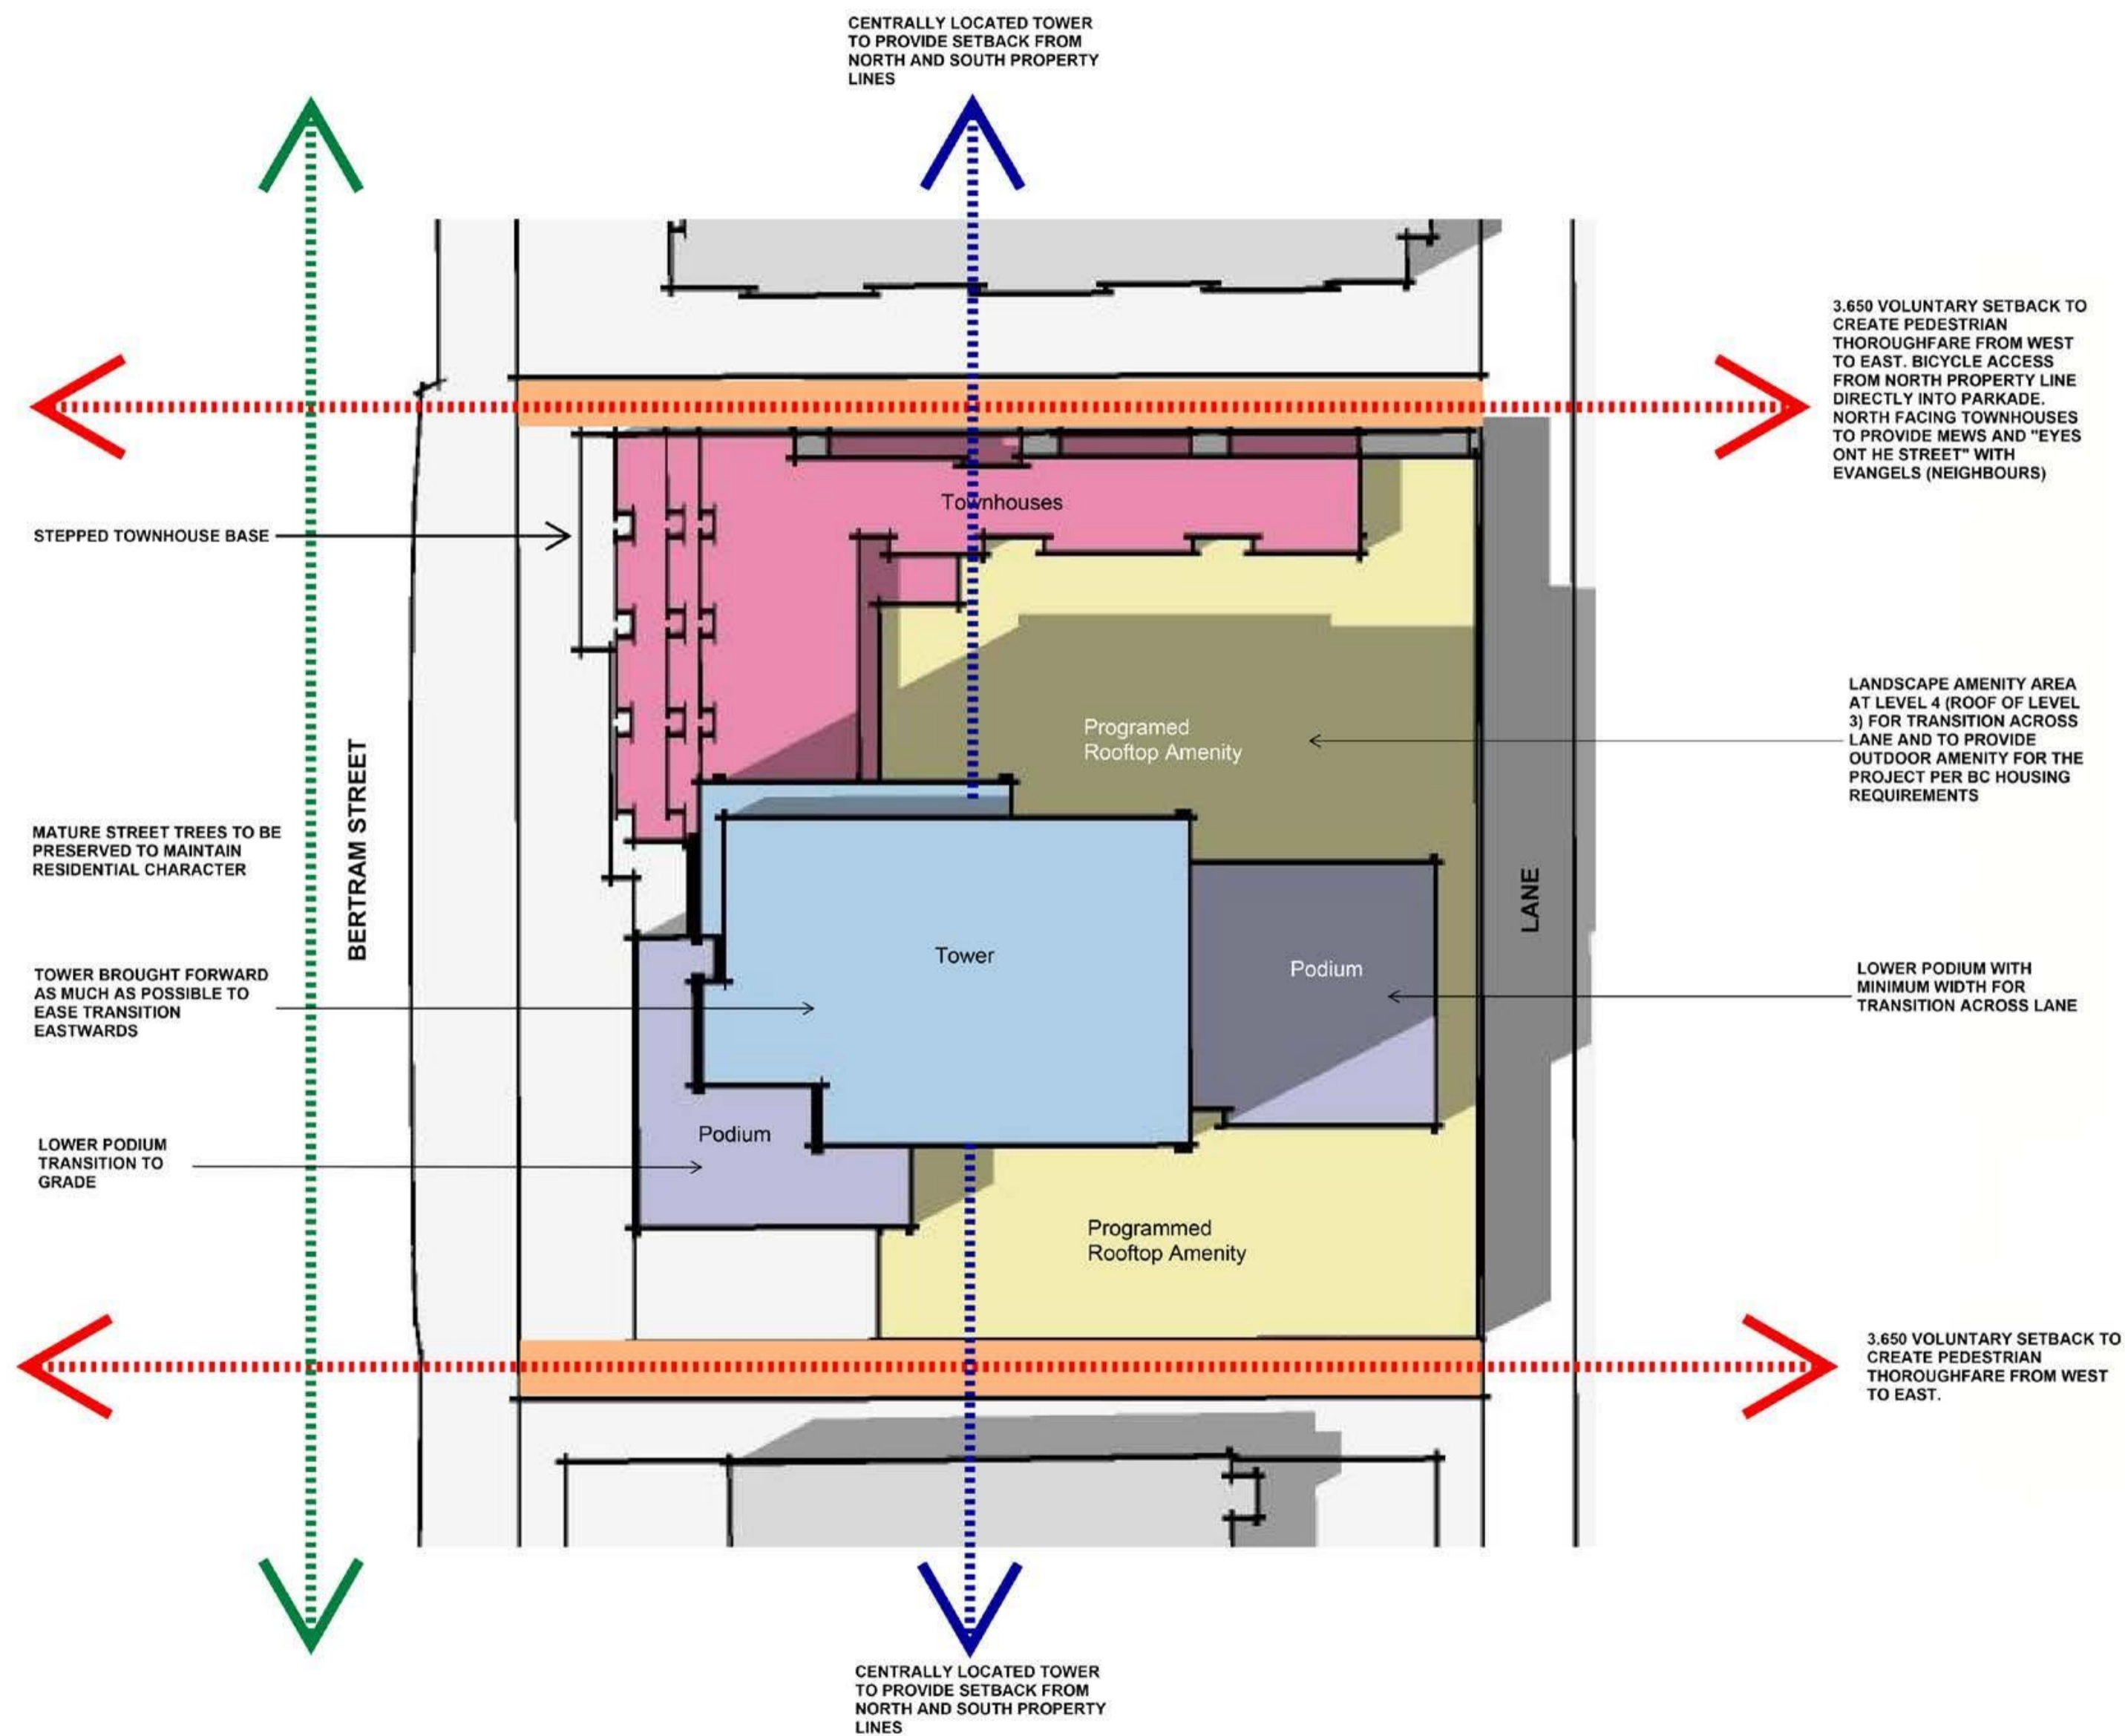 CENTRALLY LOCATED TOWER
TO PROVIDE SETBACK FROM
NORTH AND SOUTH PROPERTY
LINES
3.650 VOLUNTARY SETBACK TO
CREATE PEDESTRIAN
THOROUGHFARE FROM WEST
TO EAST. BICYCLE ACCESS
FROM NORTH PROPERTY LINE
DIRECTLY INTO PARKADE.
NORTH FACING TOWNHOUSES
TO PROVIDE MEWS AND "EYES
ONT HE STREET" WITH
EVANGELS (NEIGHBOURS)
Townhouses
STEPPED TOWNHOUSE BASE
LANDSCAPE AMENITY AREA
AT LEVEL 4 (ROOF OF LEVEL
3) FOR TRANSITION ACROSS
LANE AND TO PROVIDE
OUTDOOR AMENITY FOR THE
PROJECT PER BC HOUSING
REQUIREMENTS
Programed
Rooftop Amenity
BERTRAM STREET
MATURE STREET TREES TO BE
PRESERVED TO MAINTAIN
RESIDENTIAL CHARACTER
LANE
Tower
Podium
TOWER BROUGHT FORWARD
AS MUCH AS POSSIBLE TO
EASE TRANSITION
EASTWARDS
LOWER PODIUM WITH
MINIMUM WIDTH FOR
TRANSITION ACROSS LANE
Podium
LOWER PODIUM
TRANSITION TO
GRADE
Programmed
Rooftop Amenity
3.650 VOLUNTARY SETBACK TO
CREATE PEDESTRIAN
THOROUGHFARE FROM WEST
TO EAST.
CENTRALLY LOCATED TOWER
TO PROVIDE SETBACK FROM
NORTH AND SOUTH PROPERTY
LINES